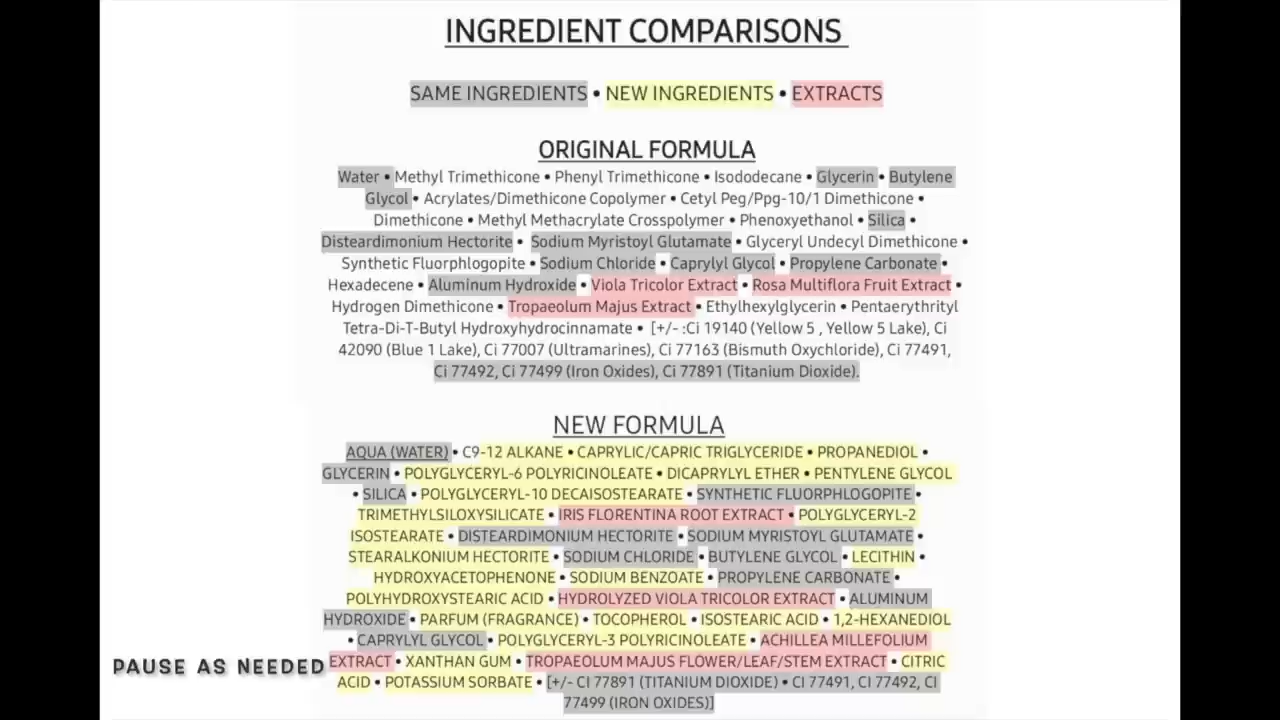 INGREDIENT COMPARISONS
SAME INGREDIENTS • NEW INGREDIENTS • EXTRACTS
ORIGINAL FORMULA
Water • Methyl Trimethicone • Phenyl Trimethicone • Isododecane • Glycerin • Butylene
Glycol • Acrylates/Dimethicone Copolymer • Cetyl Peg/Ppg-10/1 Dimethicone •
Dimethicone • Methyl Methacrylate Crosspolymer • Phenoxyethanol • Silica •
Disteardimonium Hectorite • Sodium Myristoyl Glutamate • Glyceryl Undecyl Dimethicone •
Synthetic Fluorphlogopite • Sodium Chloride • Caprylyl Glycol • Propylene Carbonate •
Hexadecene • Aluminum Hydroxide • Viola Tricolor Extract • Rosa Multiflora Fruit Extract •
Hydrogen Dimethicone • Tropaeolum Majus Extract • Ethylhexylglycerin • Pentaerythrityl
Tetra-Di-T-Butyl Hydroxyhydrocinnamate • [+/- :Ci 19140 (Yellow 5 , Yellow 5 Lake), Ci
42090 (Blue 1 Lake), Ci 77007 (Ultramarines), Ci 77163 (Bismuth Oxychloride), Ci 77491,
Ci 77492, Ci 77499 (Iron Oxides), Ci 77891 (Titanium Dioxide).
NEW FORMULA
AQUA (WATER) • C9-12 ALKANE • CAPRYLIC/CAPRIC TRIGLYCERIDE • PROPANEDIOL •
GLYCERIN • POLYGLYCERYL-6 POLYRICINOLEATE • DICAPRYLYL ETHER • PENTYLENE GLYCOL
• SILICA • POLYGLYCERYL-10 DECAISOSTEARATE • SYNTHETIC FLUORPHLOGOPITE •
TRIMETHYLSILOXYSILICATE • IRIS FLORENTINA ROOT EXTRACT • POLYGLYCERYL-2
ISOSTEARATE • DISTEARDIMONIUM HECTORITE • SODIUM MYRISTOYL GLUTAMATE •
STEARALKONIUM HECTORITE • SODIUM CHLORIDE • BUTYLENE GLYCOL • LECITHIN •
HYDROXYACETOPHENONE • SODIUM BENZOATE • PROPYLENE CARBONATE •
POLYHYDROXYSTEARIC ACID • HYDROLYZED VIOLA TRICOLOR EXTRACT • ALUMINUM
HYDROXIDE • PARFUM (FRAGRANCE) • TOCOPHEROL • ISOSTEARIC ACID • 1,2-HEXANEDIOL
• CAPRYLYL GLYCOL • POLYGLYCERYL-3 POLYRICINOLEATE • ACHILLEA MILLEFOLIUM
EXTRACT • XANTHAN GUM • TROPAEOLUM MAJUS FLOWER/LEAF/STEM EXTRACT • CITRIC
ACID • POTASSIUM SORBATE • [+/- CI 77891 (TITANIUM DIOXIDE) • CI 77491, CI 77492, CI
77499 (IRON OXIDES)]
PAUSE AS NEEDED